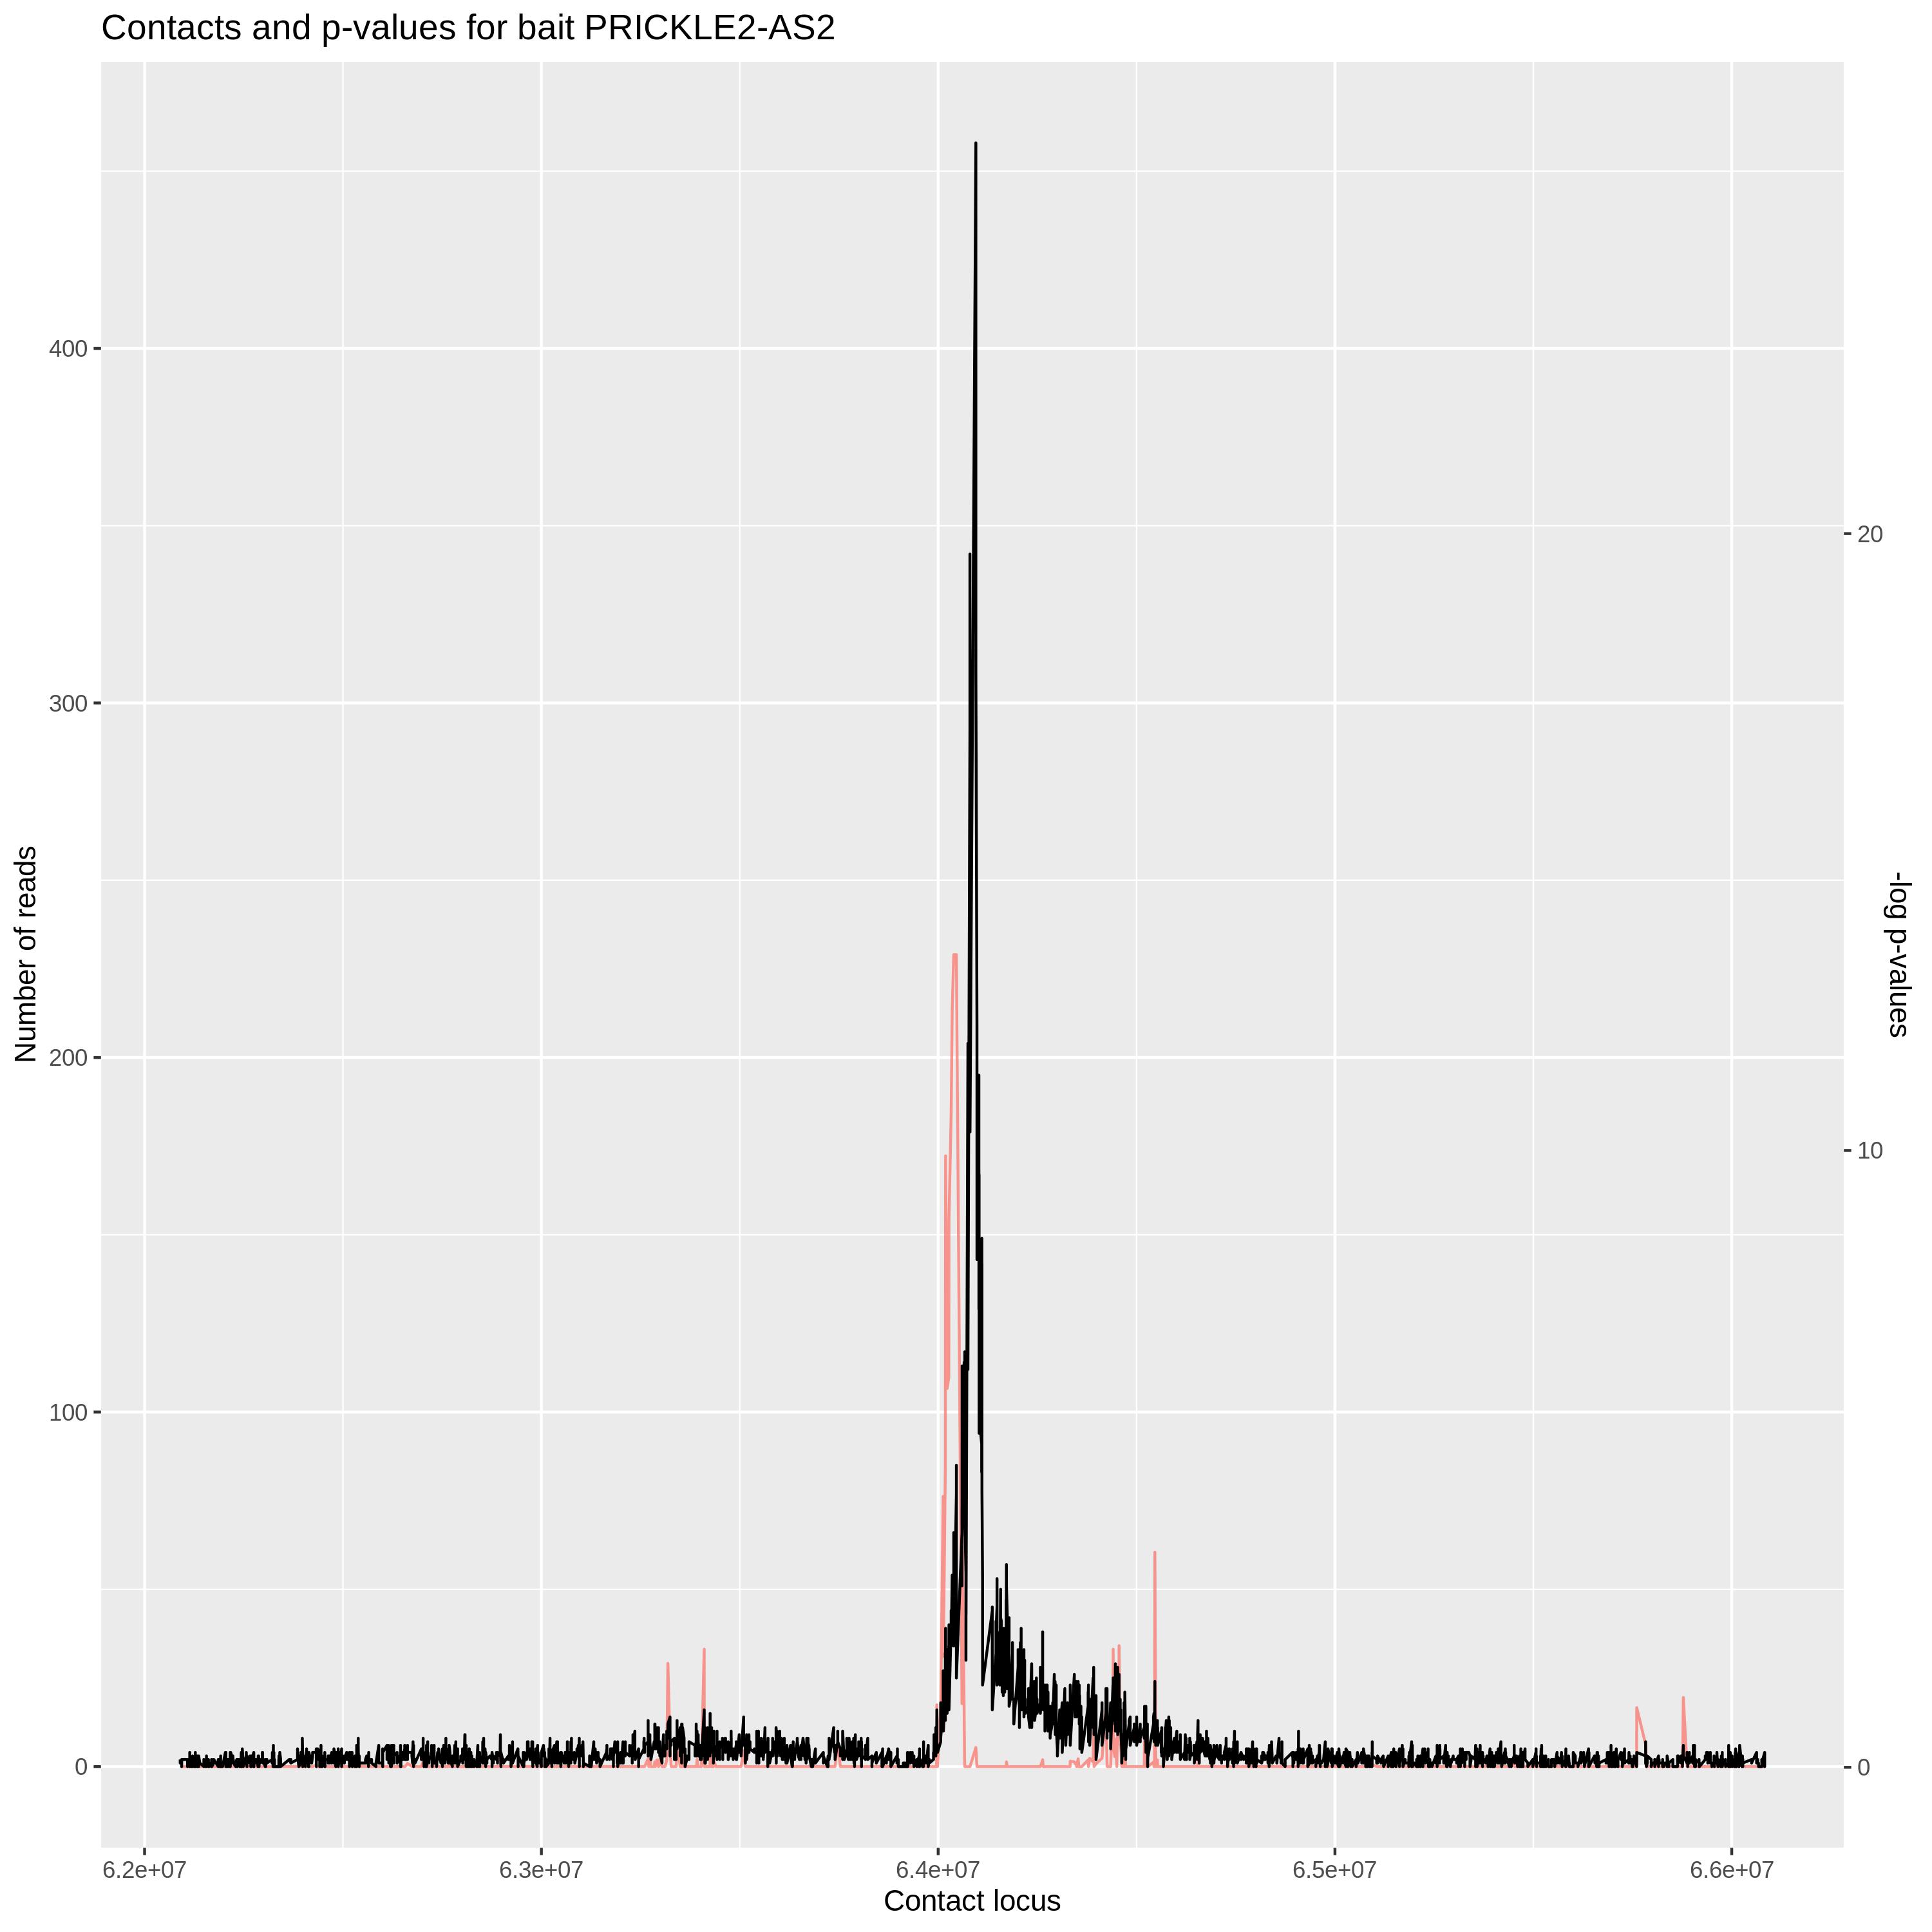 Contacts and p-values for bait PRICKLE2-AS2
Number of reads
400
300
200
100
0
20
10
0
-log p-values
6.2e+07 6.3e+07 6.4e+07 6.5e+07 6.6e+07
Contact locus